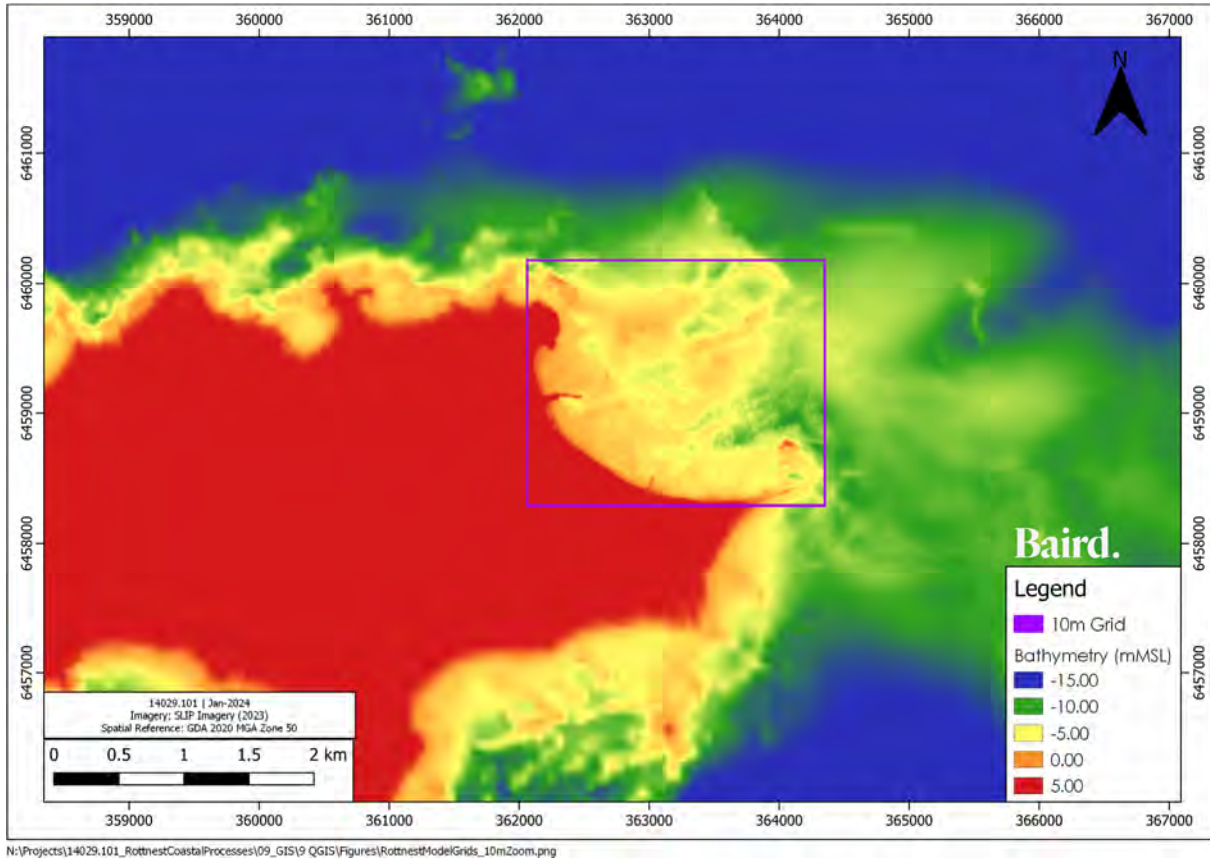 359000 360000 361000 362000 363000 364000 365000 366000 367000
N
6461000 6461000
6460000 6460000
6459000 6459000
6458000 6458000
6457000 6457000
Baird.
Legend
10m Grid
Bathymetry (mMSL)
-15.00
-10.00
-5.00
0.00
5.00
14029.101 | Jan-2024
Imagery: SLIP Imagery (2023)
Spatial Reference: GDA 2020 MGA Zone 50
0 0.5 1 1.5 2 km
359000 360000 361000 362000 363000 364000 365000 366000 367000
N:\Projects\14029.101_RottnestCoastalProcesses\09_GIS\9 QGIS\Figures\RottnestModelGrids_10mZoom.png